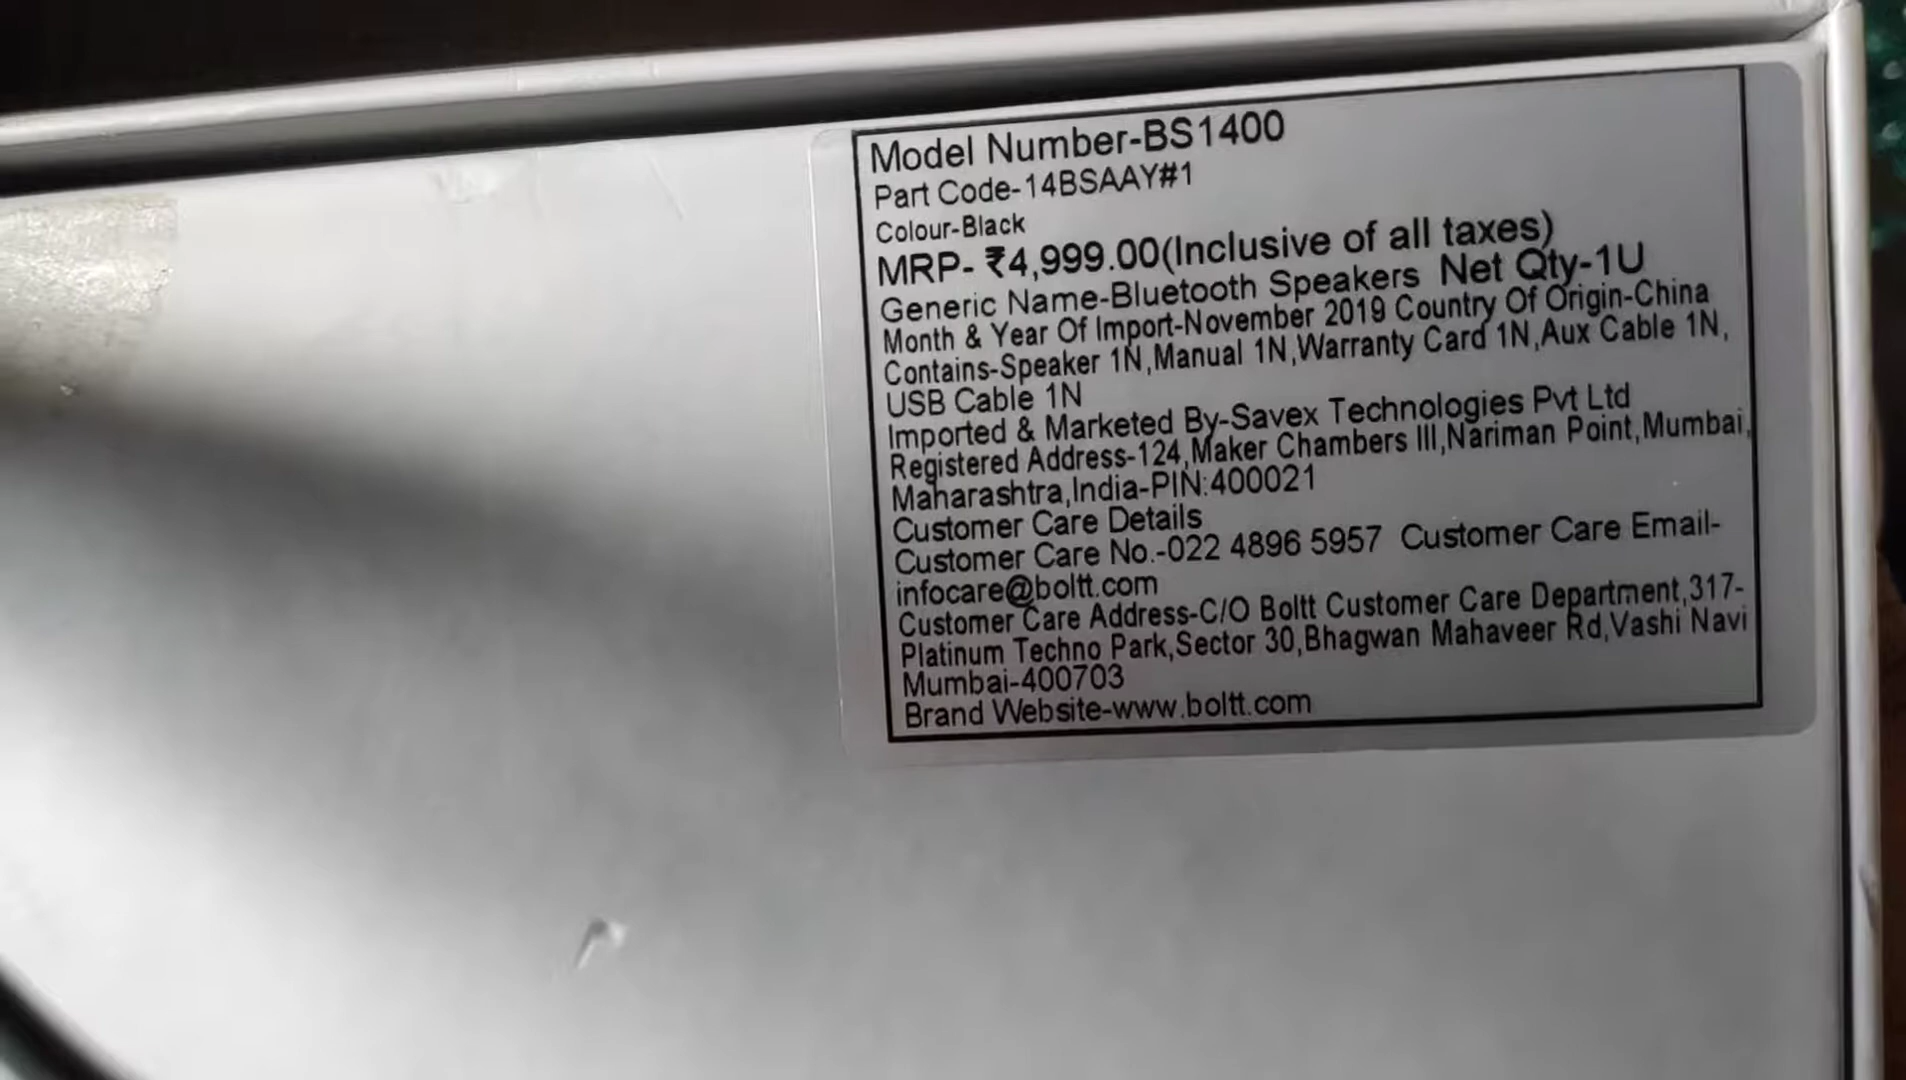 Model Number-BS1400
Part Code-14BSAAY#1
Colour-Black
MRP- ₹4,999.00(Inclusive of all taxes)
Generic Name-Bluetooth Speakers Net Qty-1U
Month & Year Of Import-November 2019 Country Of Origin-China
Contains-Speaker 1N,Manual 1N,Warranty Card 1N,Aux Cable 1N,
USB Cable 1N
Imported & Marketed By-Savex Technologies Pvt Ltd
Registered Address-124,Maker Chambers III,Nariman Point,Mumbai,
Maharashtra,India-PIN:400021
Customer Care Details
Customer Care No.-022 4896 5957 Customer Care Email-
infocare@boltt.com
Customer Care Address-C/O Boltt Customer Care Department,317-
Platinum Techno Park,Sector 30,Bhagwan Mahaveer Rd,Vashi Navi
Mumbai-400703
Brand Website-www.boltt.com